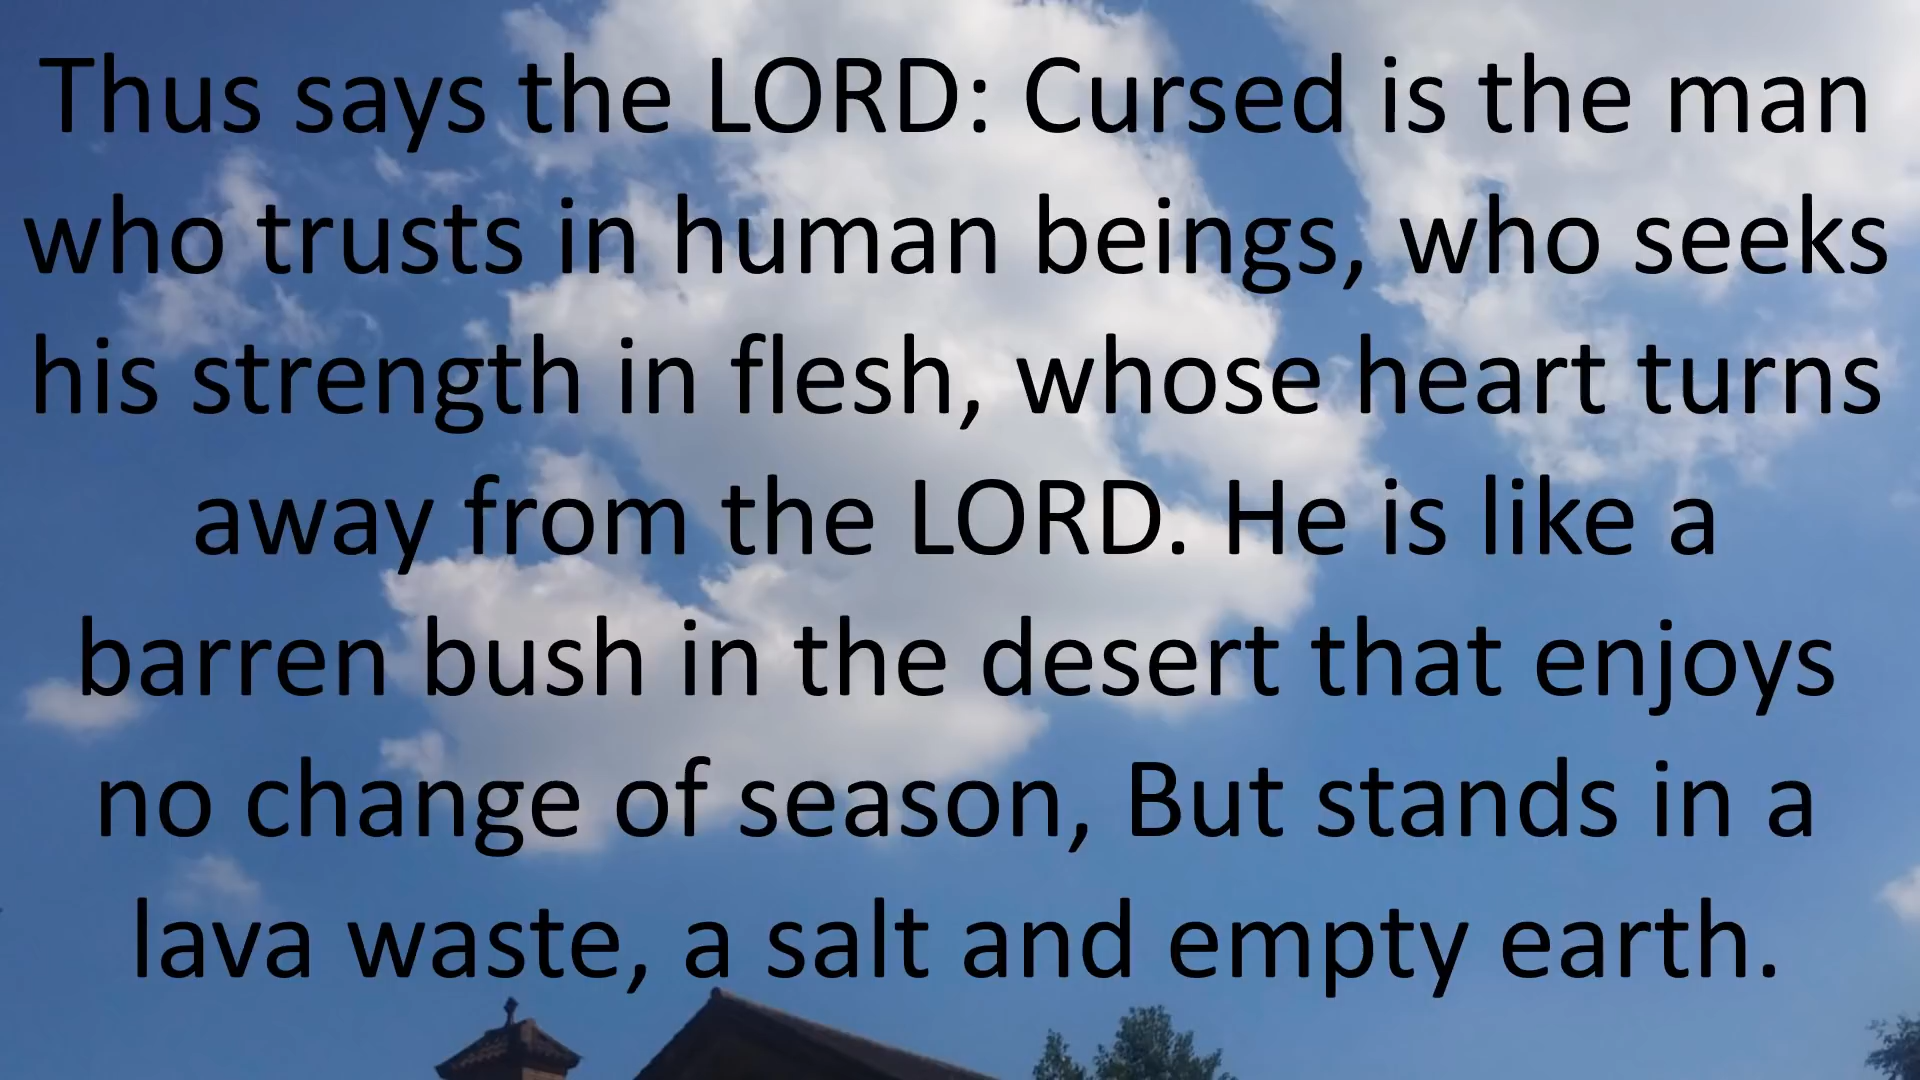 Thus says the LORD: Cursed is the man
who trusts in human beings, who seeks
his strength in flesh, whose heart turns
away from the LORD. He is like a
barren bush in the desert that enjoys
no change of season, But stands in a
lava waste, a salt and empty earth.